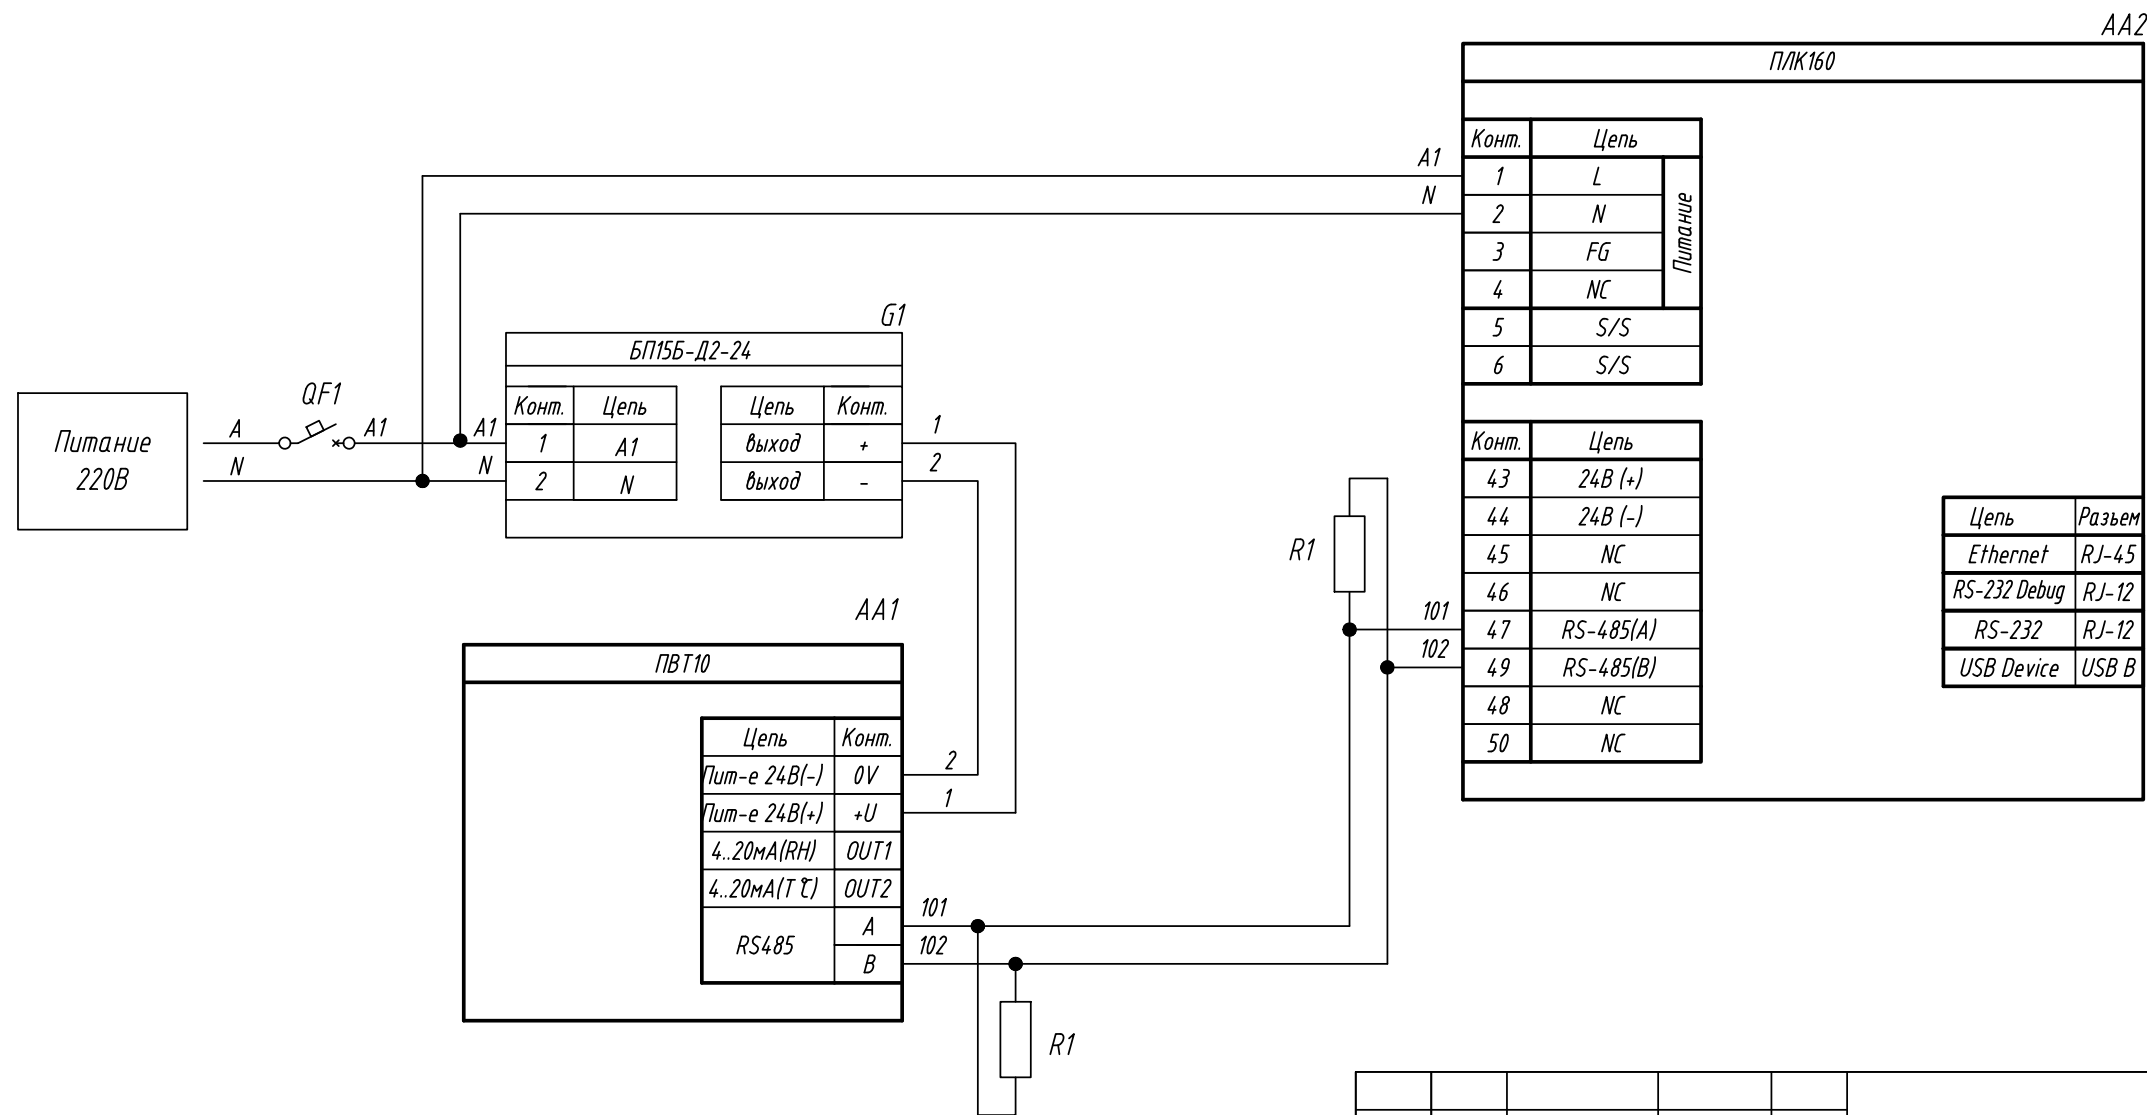 AA2
ПЛК160
Конт. Цепь
A1 1 L
N 2 N
3 FG
4 NC
Питание
5 S/S
6 S/S
G1
БП15Б-Д2-24
Конт. Цепь Цепь Конт.
1 A1 выход + 1
2 N выход - 2
Питание
220В
QF1
A A1 A1
N N
Конт. Цепь
43 24В (+)
44 24В (-)
45 NC
46 NC
101 47 RS-485(A)
102 49 RS-485(B)
48 NC
50 NC
R1
Цепь Разъем
Ethernet RJ-45
RS-232 Debug RJ-12
RS-232 RJ-12
USB Device USB B
AA1
ПВТ10
Цепь Конт.
Пит-е 24В(-) 0V 2
Пит-е 24В(+) +U 1
4..20мА(RH) OUT1
4..20мА(T °C) OUT2
RS485
A 101
B 102
R1